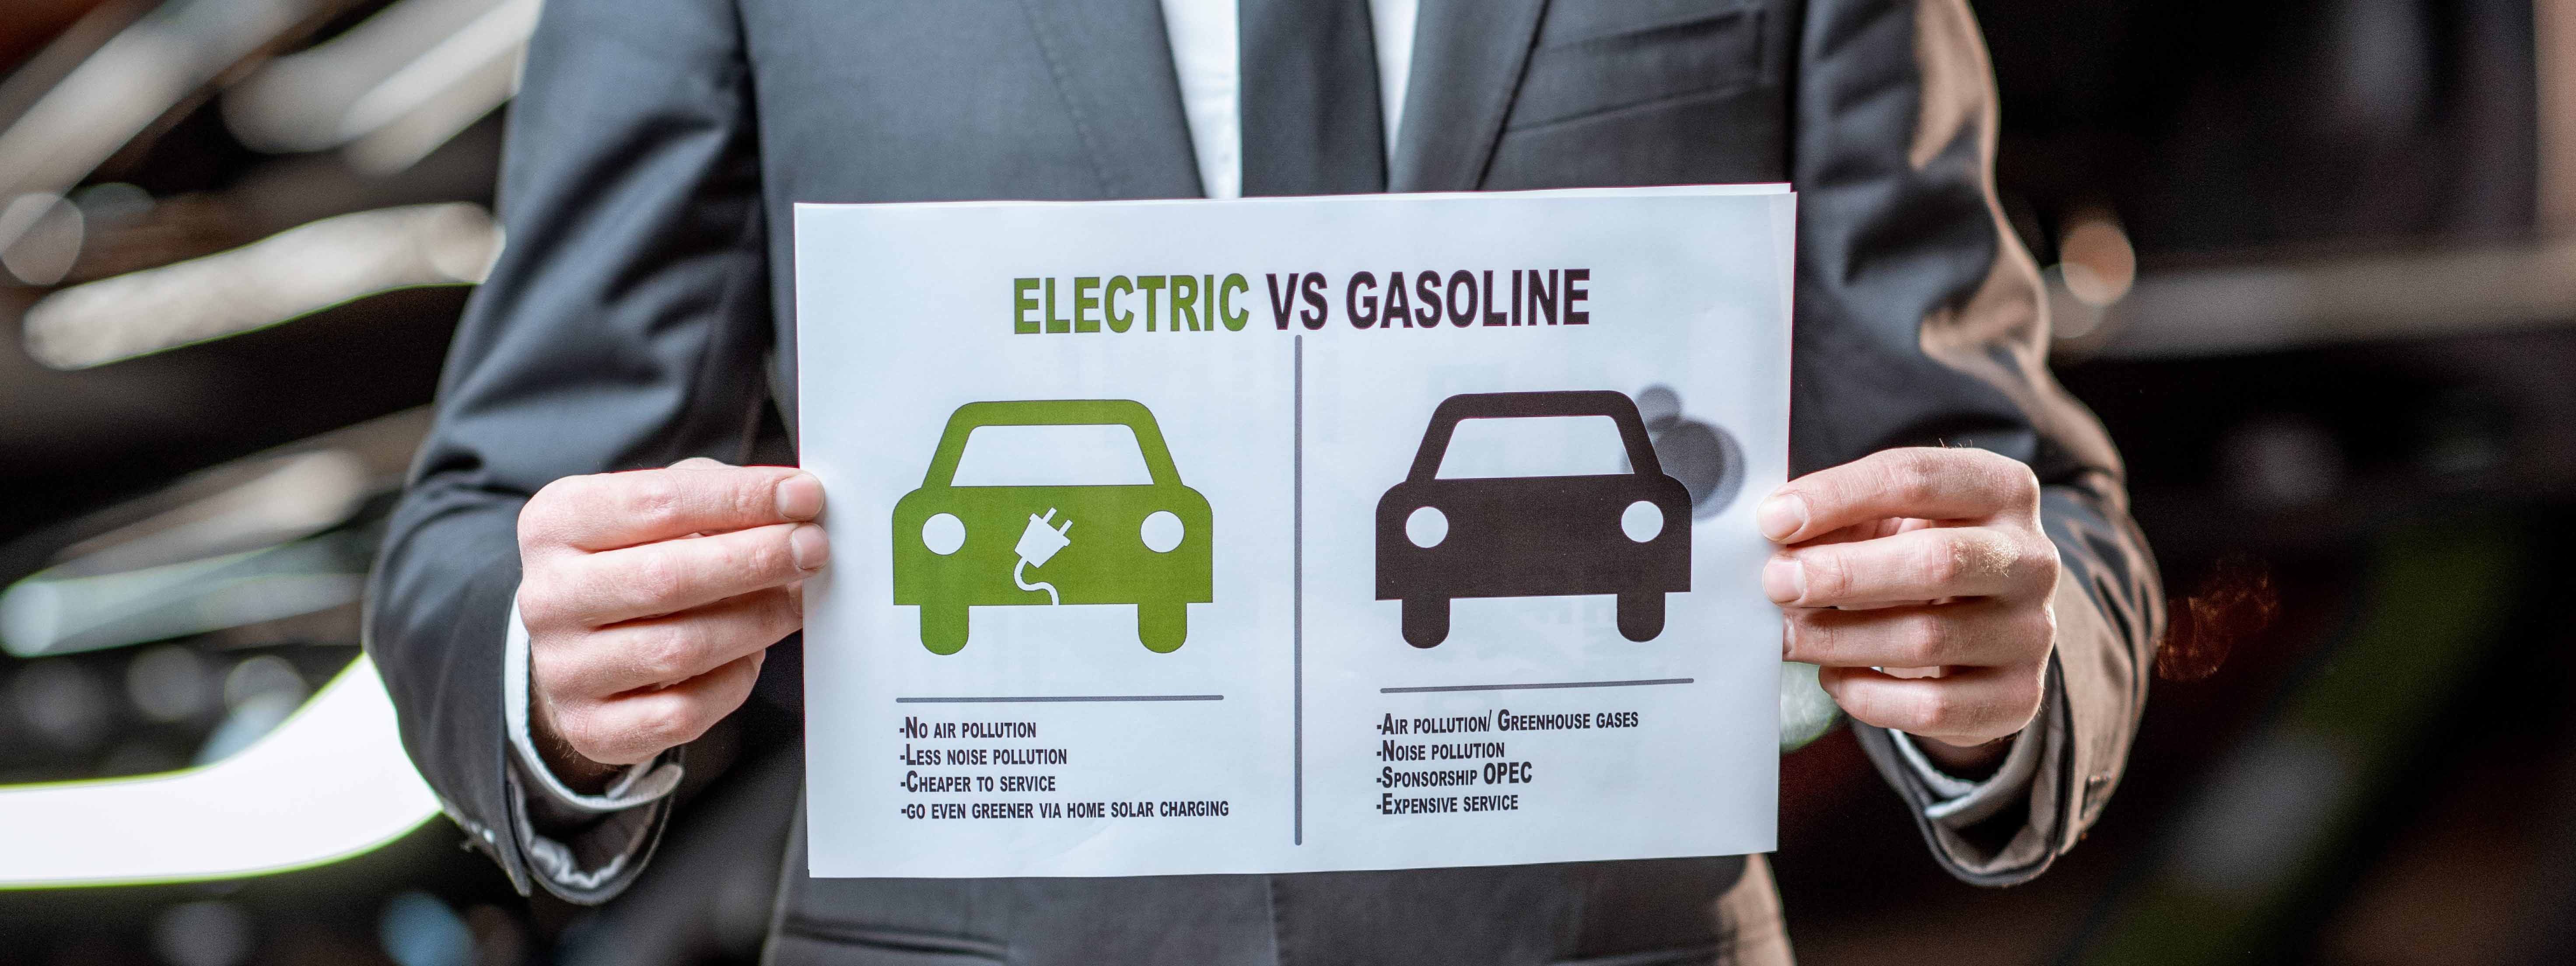 ELECTRIC VS GASOLINE
-NO AIR POLLUTION
-LESS NOISE POLLUTION
-CHEAPER TO SERVICE
-GO EVEN GREENER VIA HOME SOLAR CHARGING
-AIR POLLUTION/ GREENHOUSE GASES
-NOISE POLLUTION
-SPONSORSHIP OPEC
-EXPENSIVE SERVICE